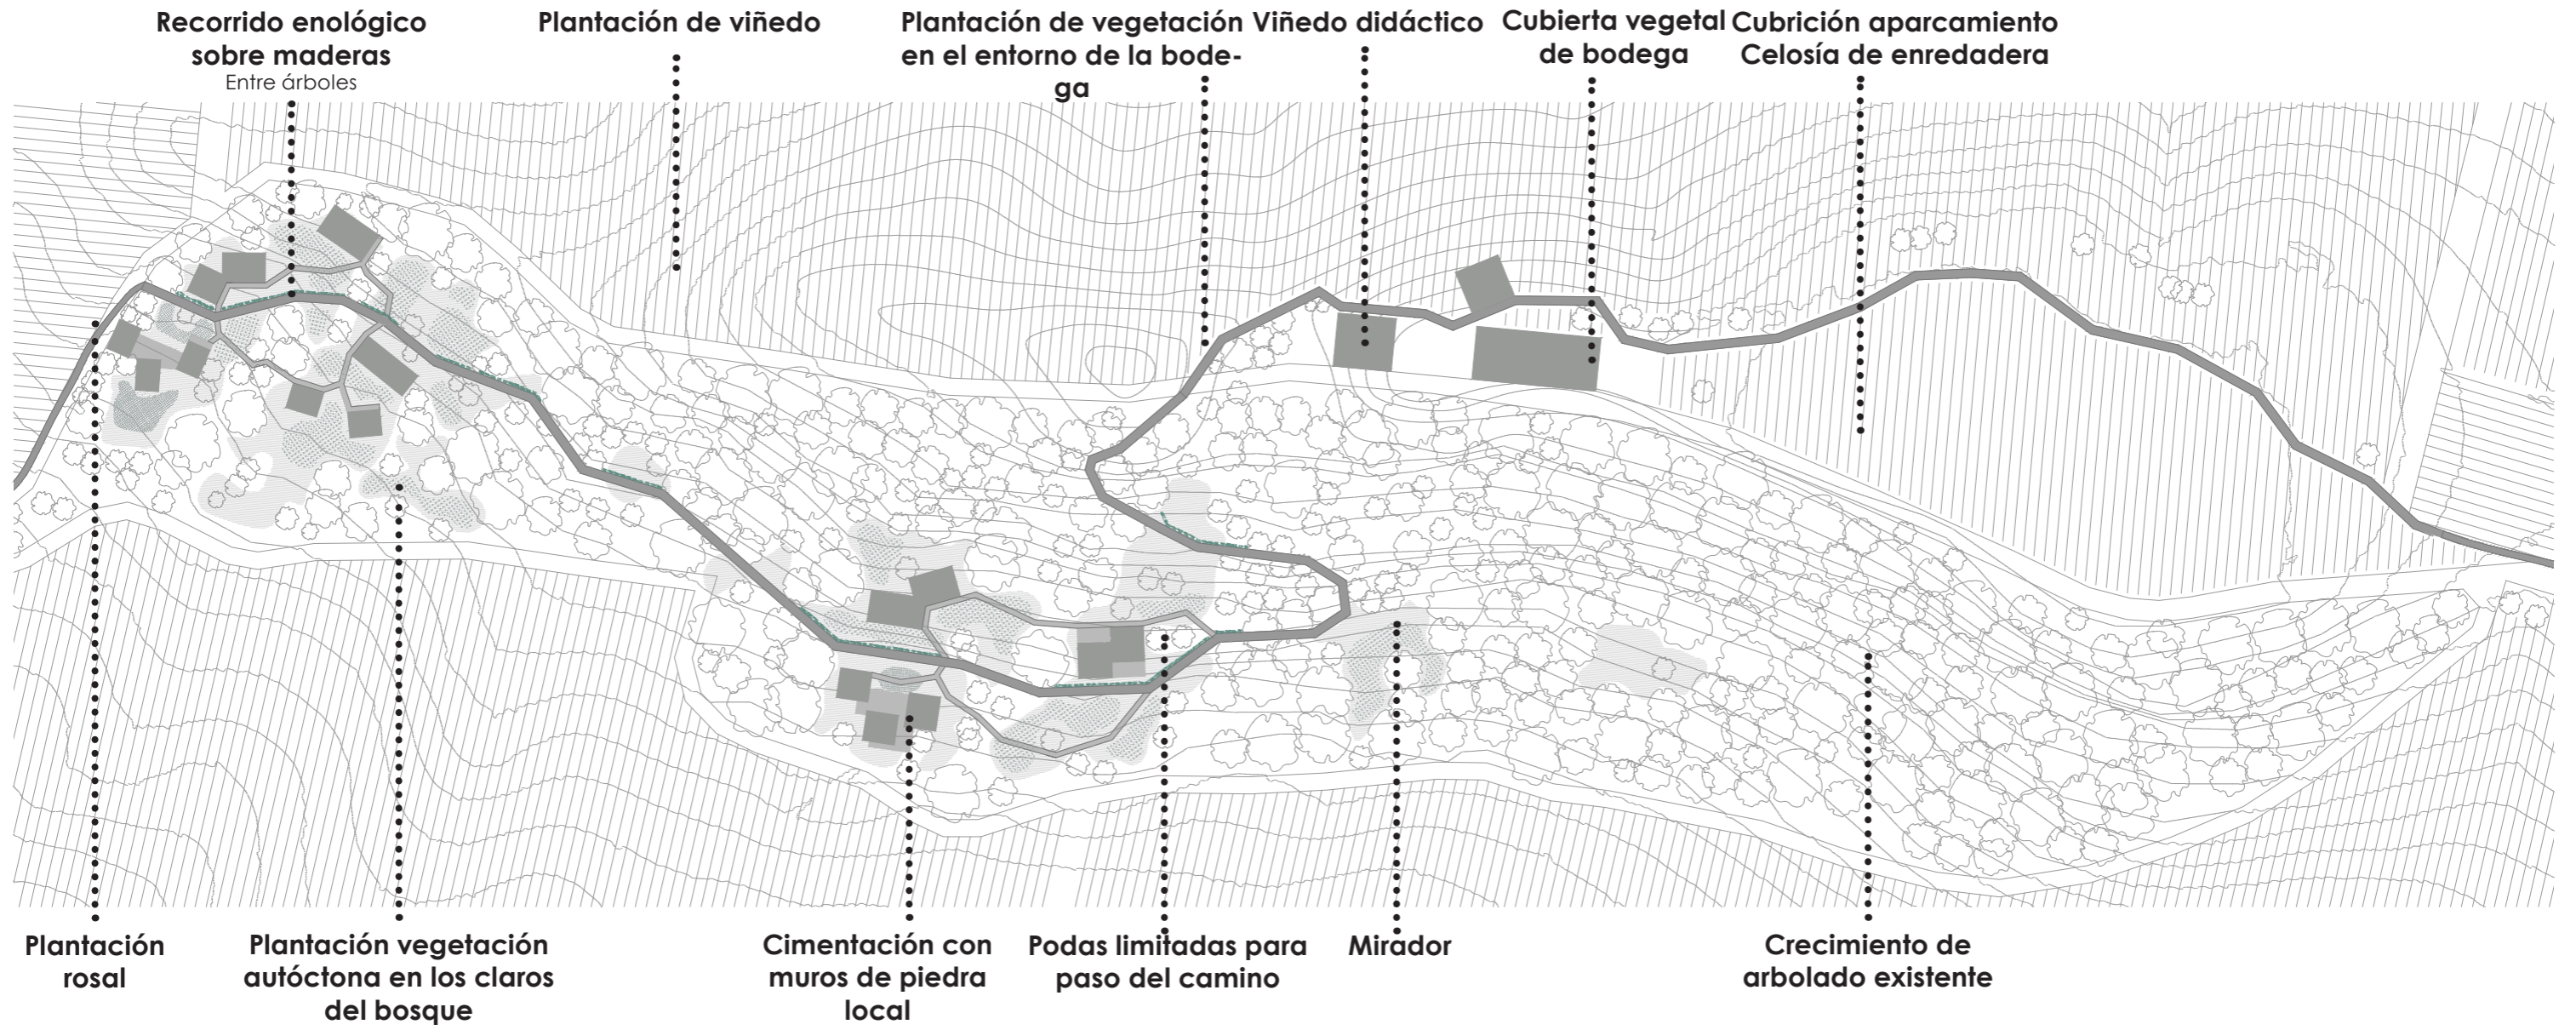 Recorrido enológico
sobre maderas
Entre árboles
Plantación de viñedo
Plantación de vegetación
en el entorno de la bode-
ga
Viñedo didáctico
Cubierta vegetal
de bodega
Cubrición aparcamiento
Celosía de enredadera
Plantación
rosal
Plantación vegetación
autóctona en los claros
del bosque
Cimentación con
muros de piedra
local
Podas limitadas para
paso del camino
Mirador
Crecimiento de
arbolado existente